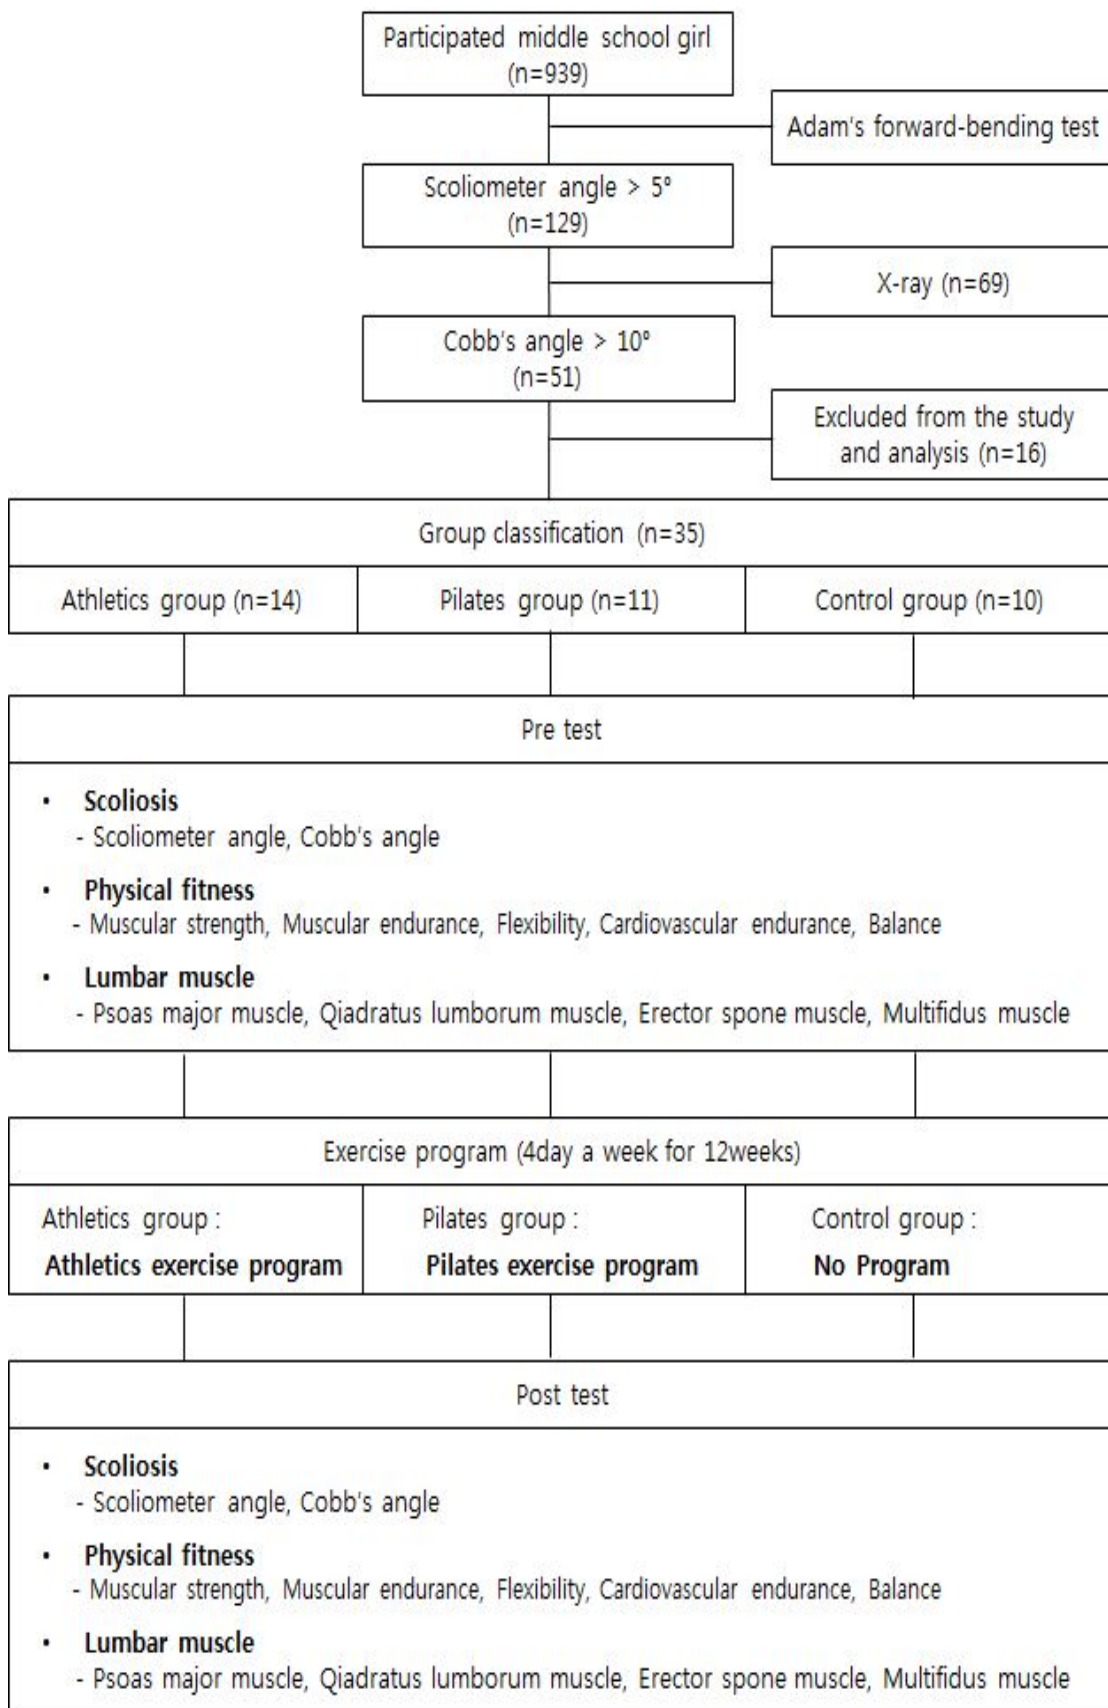 Participated middle school girl
(n=939)
Adam's forward-bending test
Scoliometer angle > 5°
(n=129)
X-ray (n=69)
Cobb's angle > 10°
(n=51)
Excluded from the study
and analysis (n=16)
Group classification (n=35)
Athletics group (n=14)
Pilates group (n=11)
Control group (n=10)
Pre test
• Scoliosis
- Scoliometer angle, Cobb's angle
• Physical fitness
- Muscular strength, Muscular endurance, Flexibility, Cardiovascular endurance, Balance
• Lumbar muscle
- Psoas major muscle, Qiadratus lumborum muscle, Erector spone muscle, Multifidus muscle
Exercise program (4day a week for 12weeks)
Athletics group :
Athletics exercise program
Pilates group :
Pilates exercise program
Control group :
No Program
Post test
• Scoliosis
- Scoliometer angle, Cobb's angle
• Physical fitness
- Muscular strength, Muscular endurance, Flexibility, Cardiovascular endurance, Balance
• Lumbar muscle
- Psoas major muscle, Qiadratus lumborum muscle, Erector spone muscle, Multifidus muscle